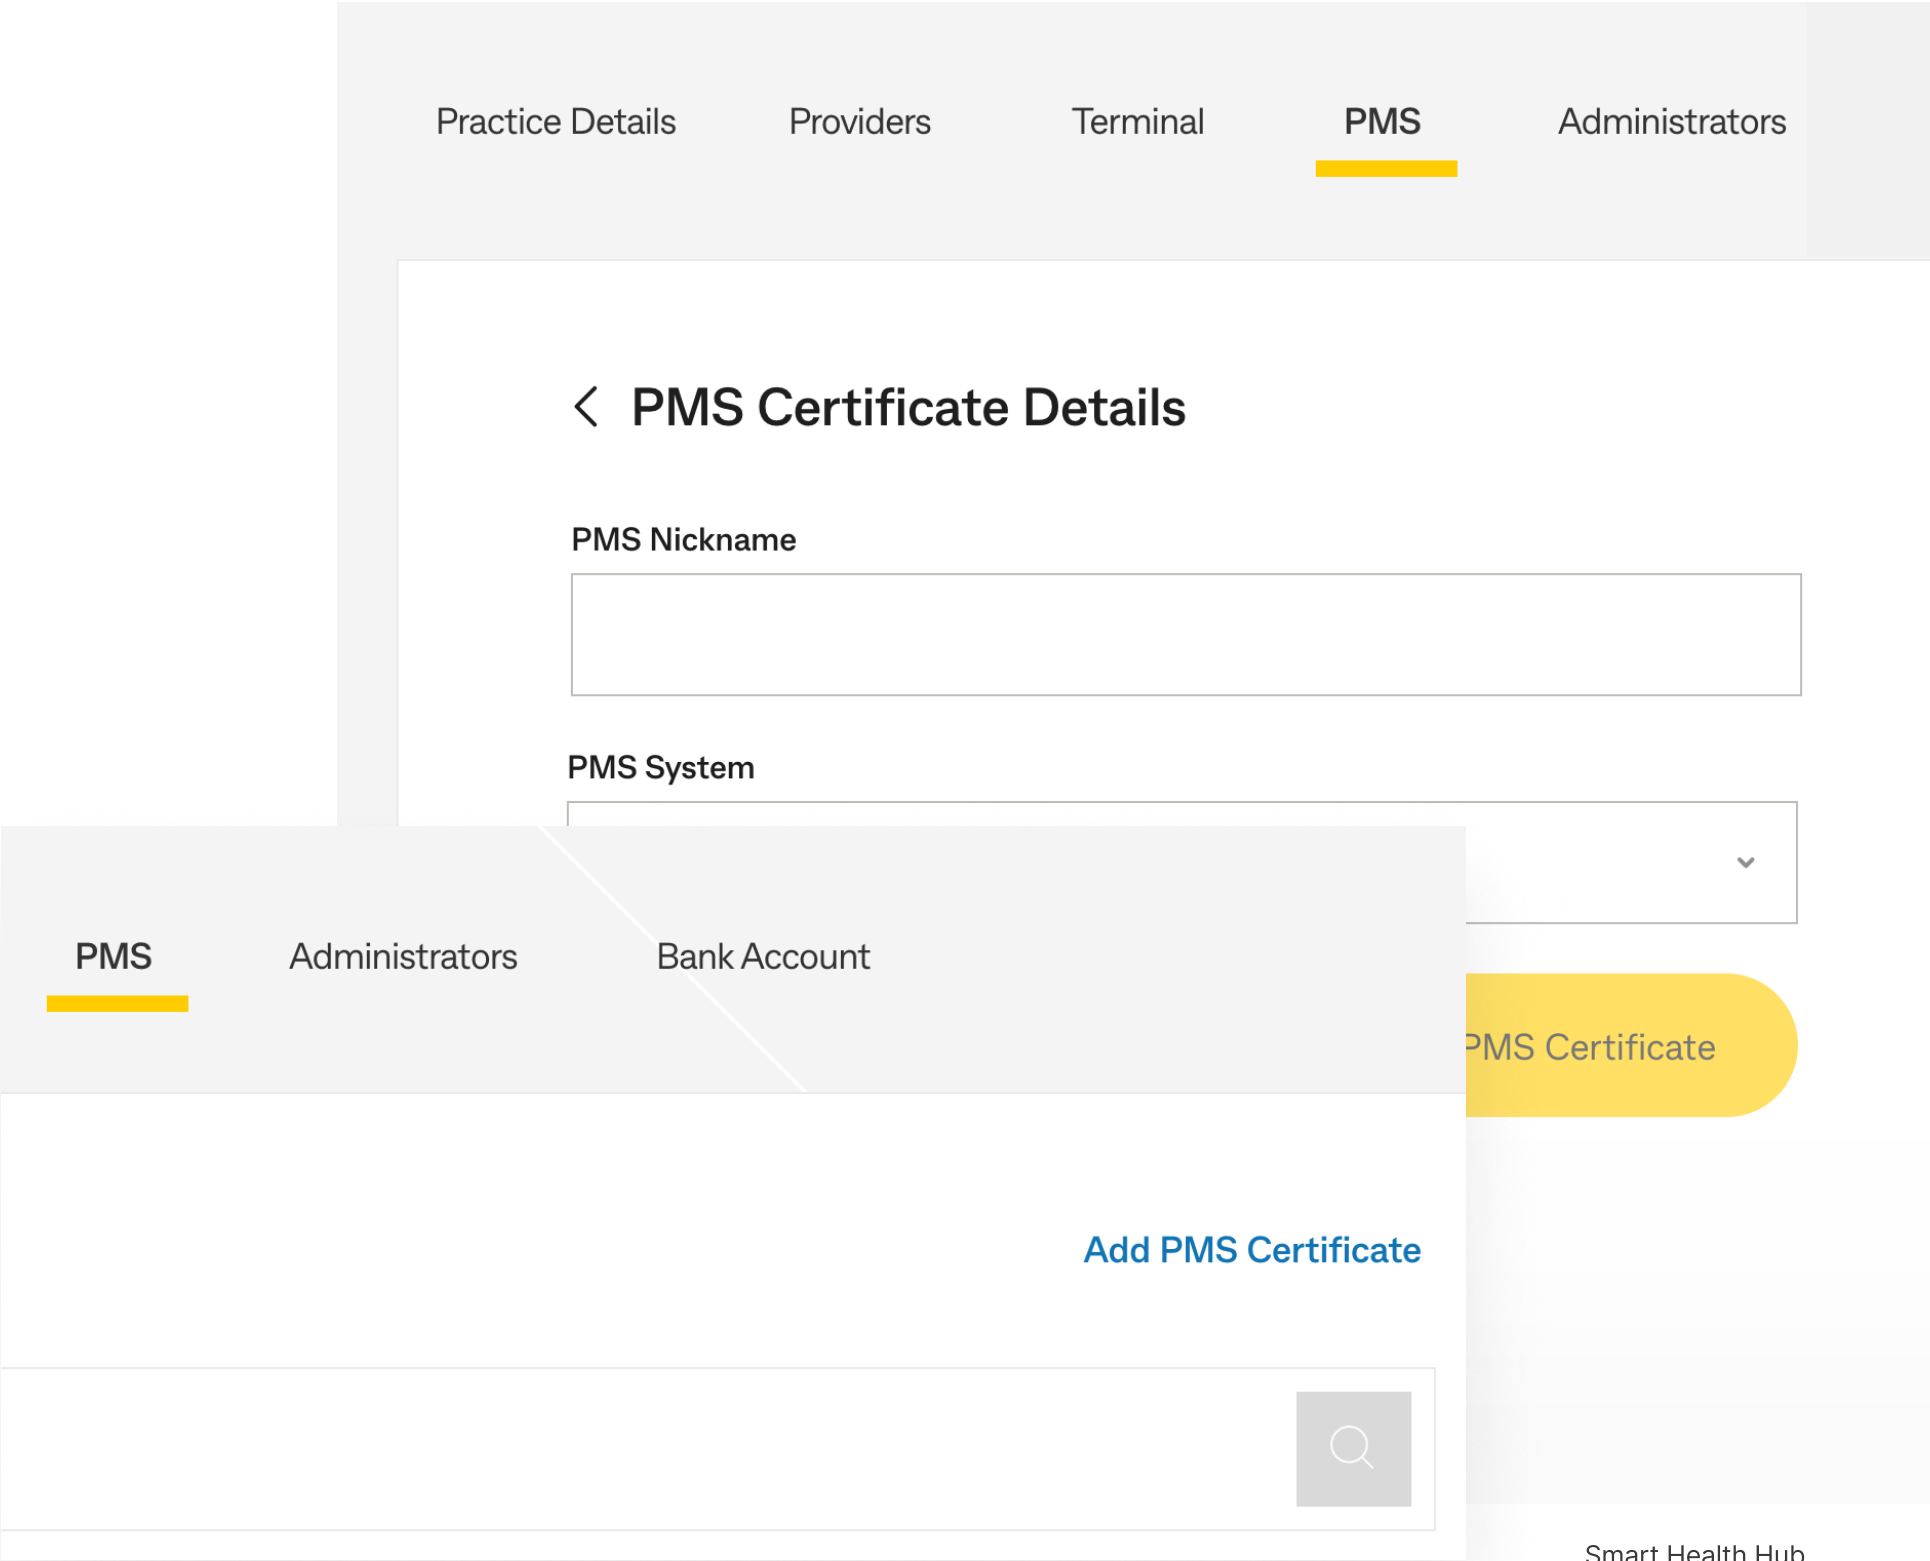 Practice Details Providers Terminal PMS Administrators
PMS Certificate Details
PMS Nickname
PMS System
PMS Administrators Bank Account
PMS Certificate
Add PMS Certificate
Smart Health Hub